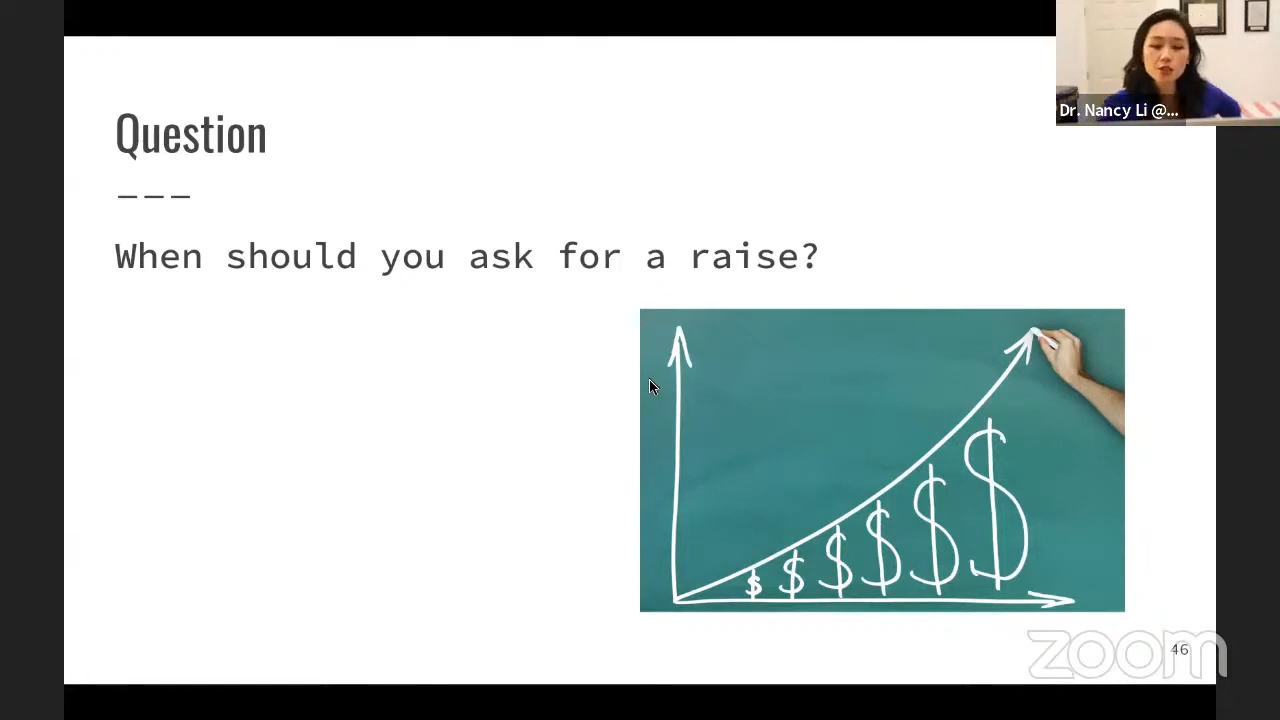 Dr. Nancy Li @...
Question
———
When should you ask for a raise?
$ $ $ $ $ $
zoom
46